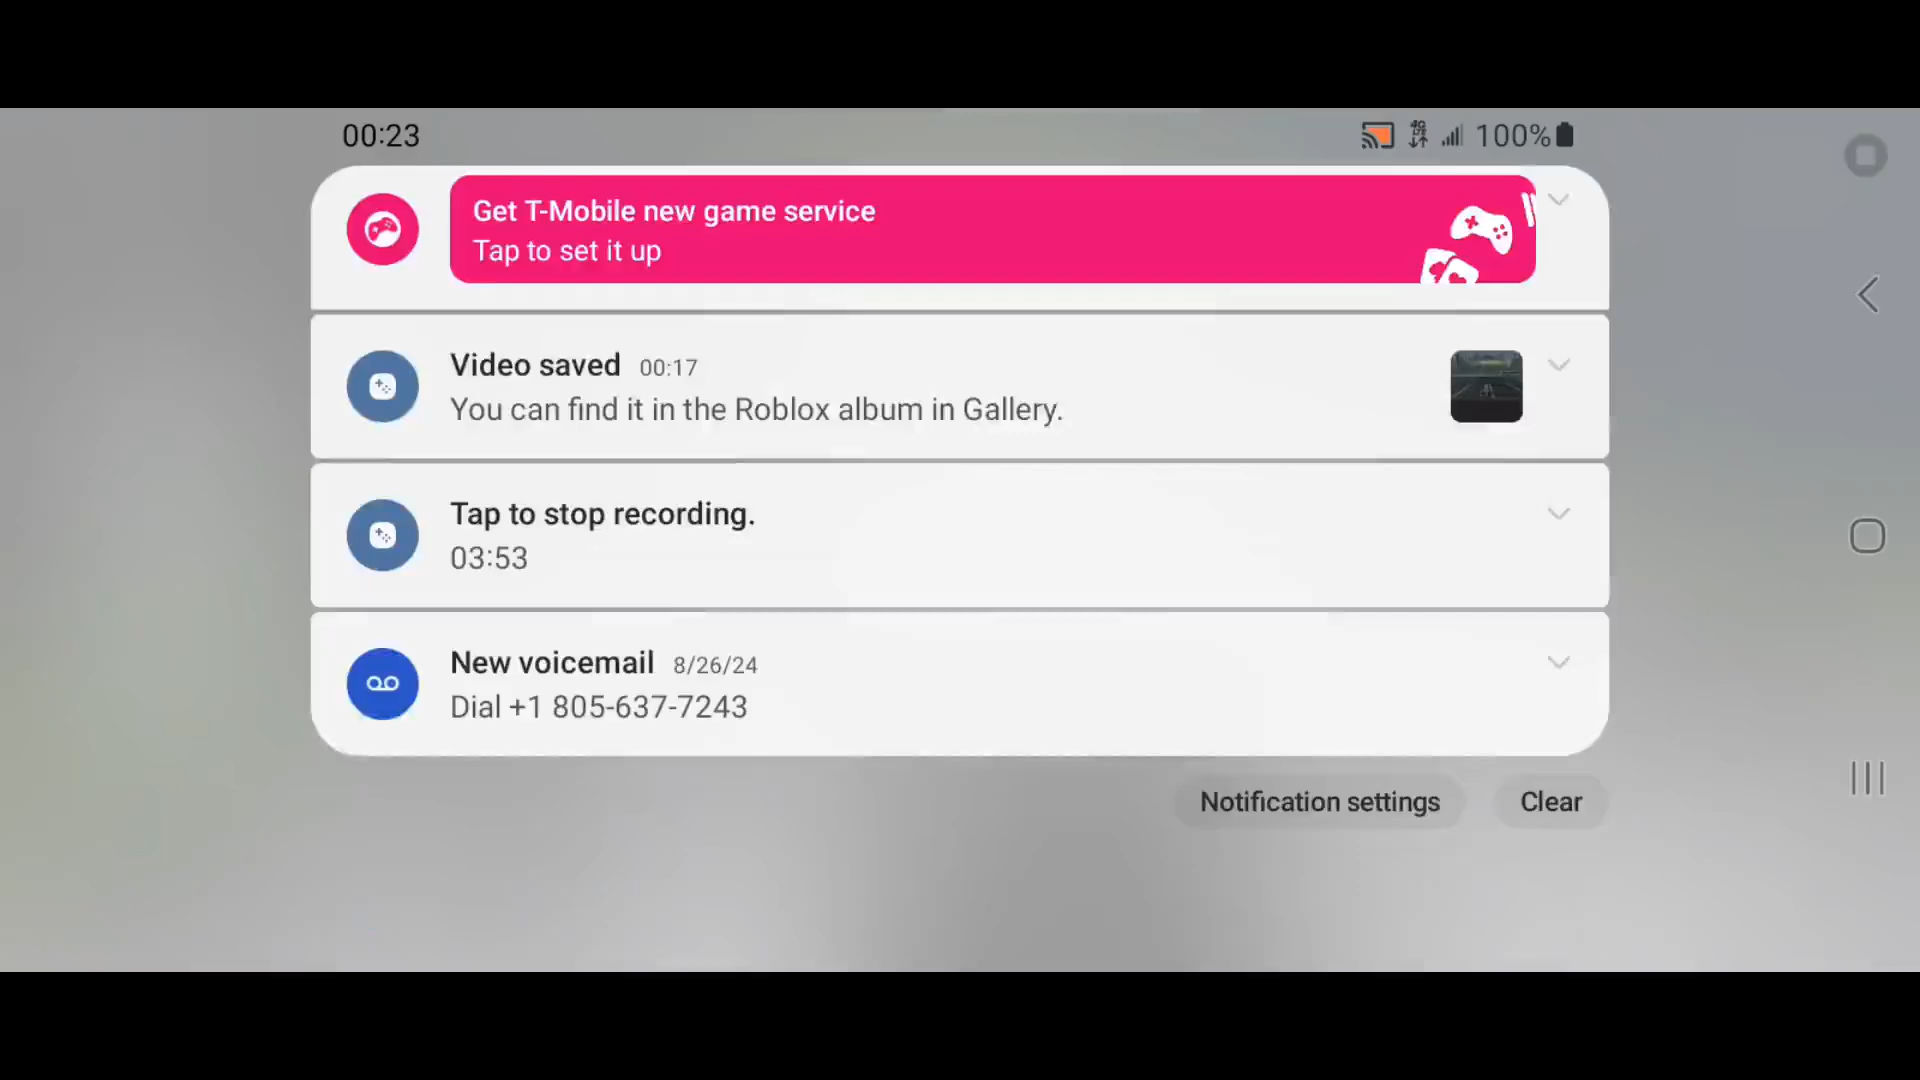 00:23
4G
100%
Get T-Mobile new game service
Tap to set it up
Video saved 00:17
You can find it in the Roblox album in Gallery.
Tap to stop recording.
03:53
New voicemail 8/26/24
Dial +1 805-637-7243
Notification settings
Clear